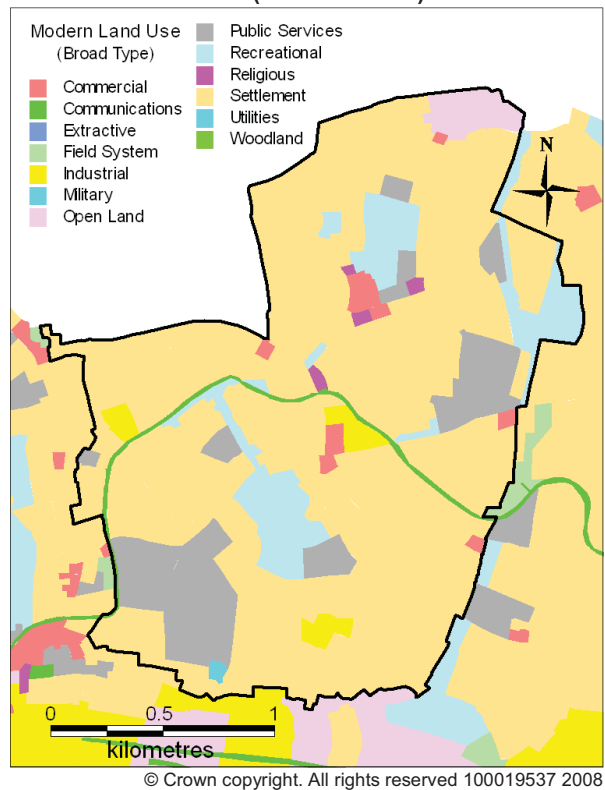 Modern Land Use
(Broad Type)
Commercial
Communications
Extractive
Field System
Industrial
Military
Open Land
Public Services
Recreational
Religious
Settlement
Utilities
Woodland
N
0 0.5 1
kilometres
© Crown copyright. All rights reserved 100019537 2008